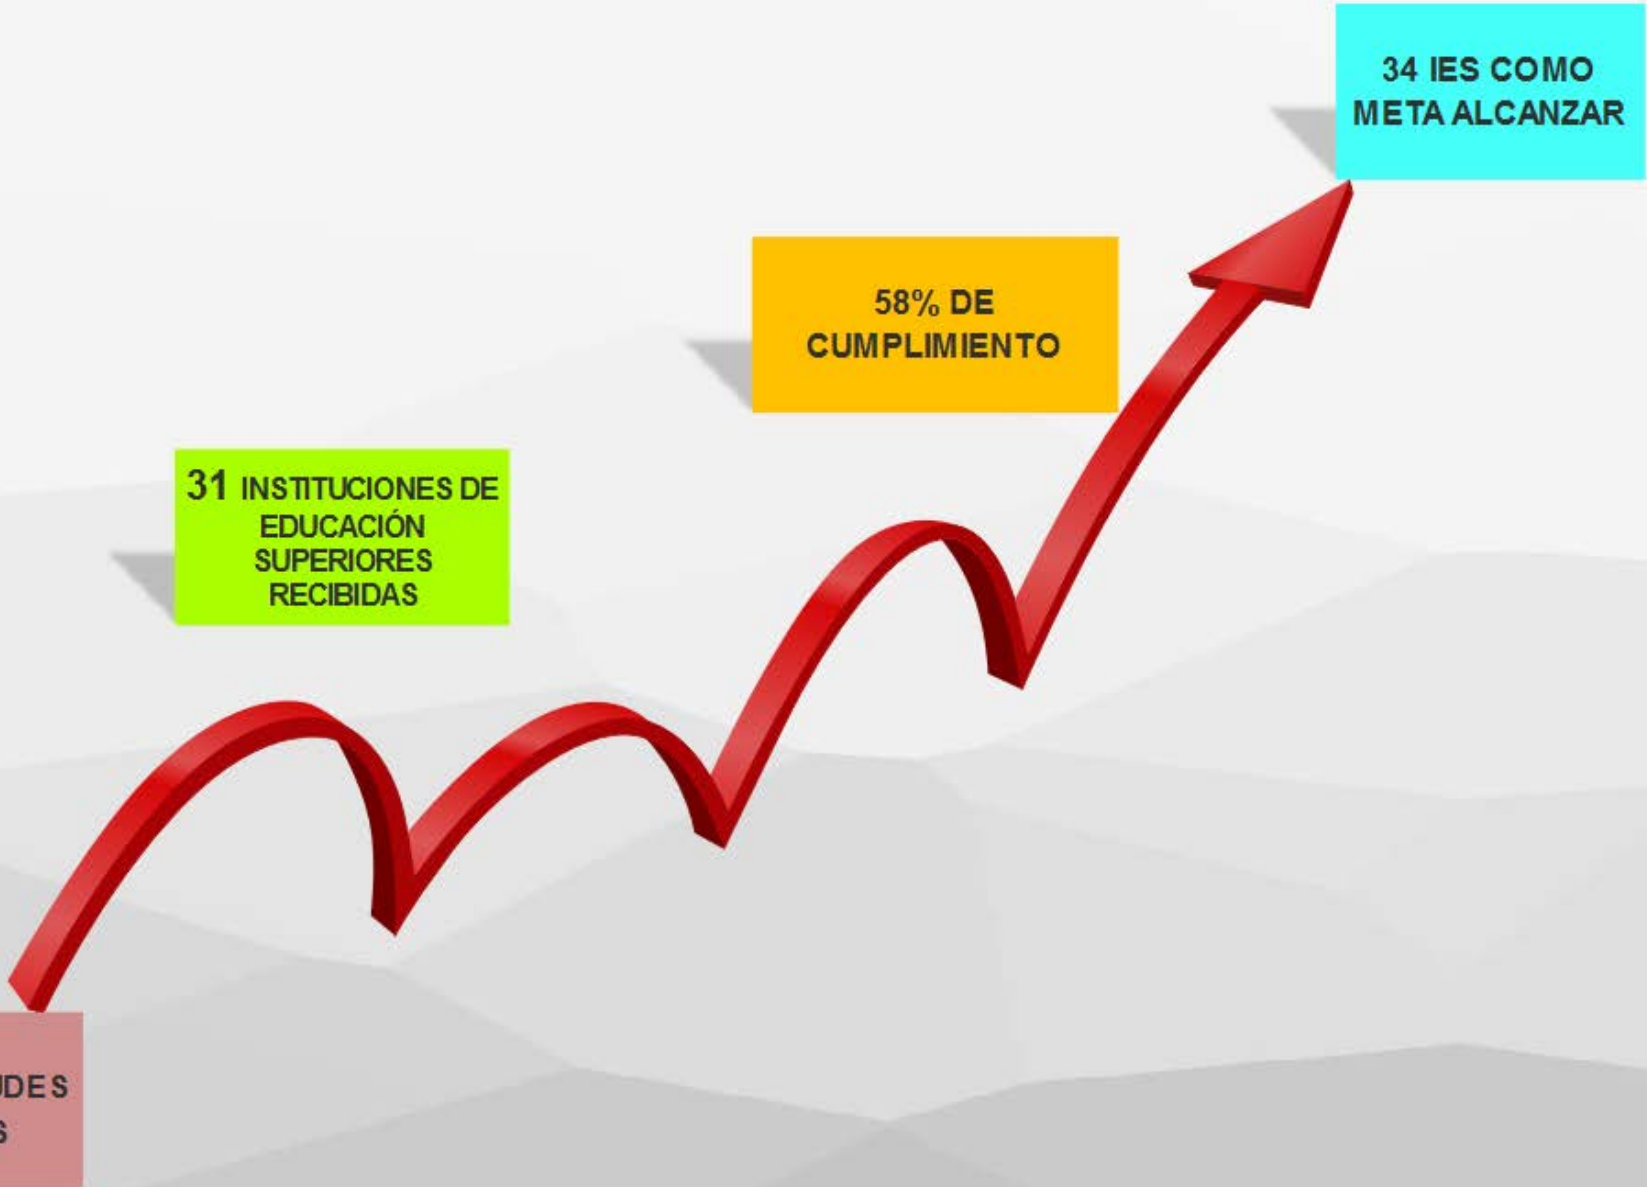 34 IES COMO
META ALCANZAR
58% DE
CUMPLIMIENTO
31 INSTITUCIONES DE
EDUCACIÓN
SUPERIORES
RECIBIDAS